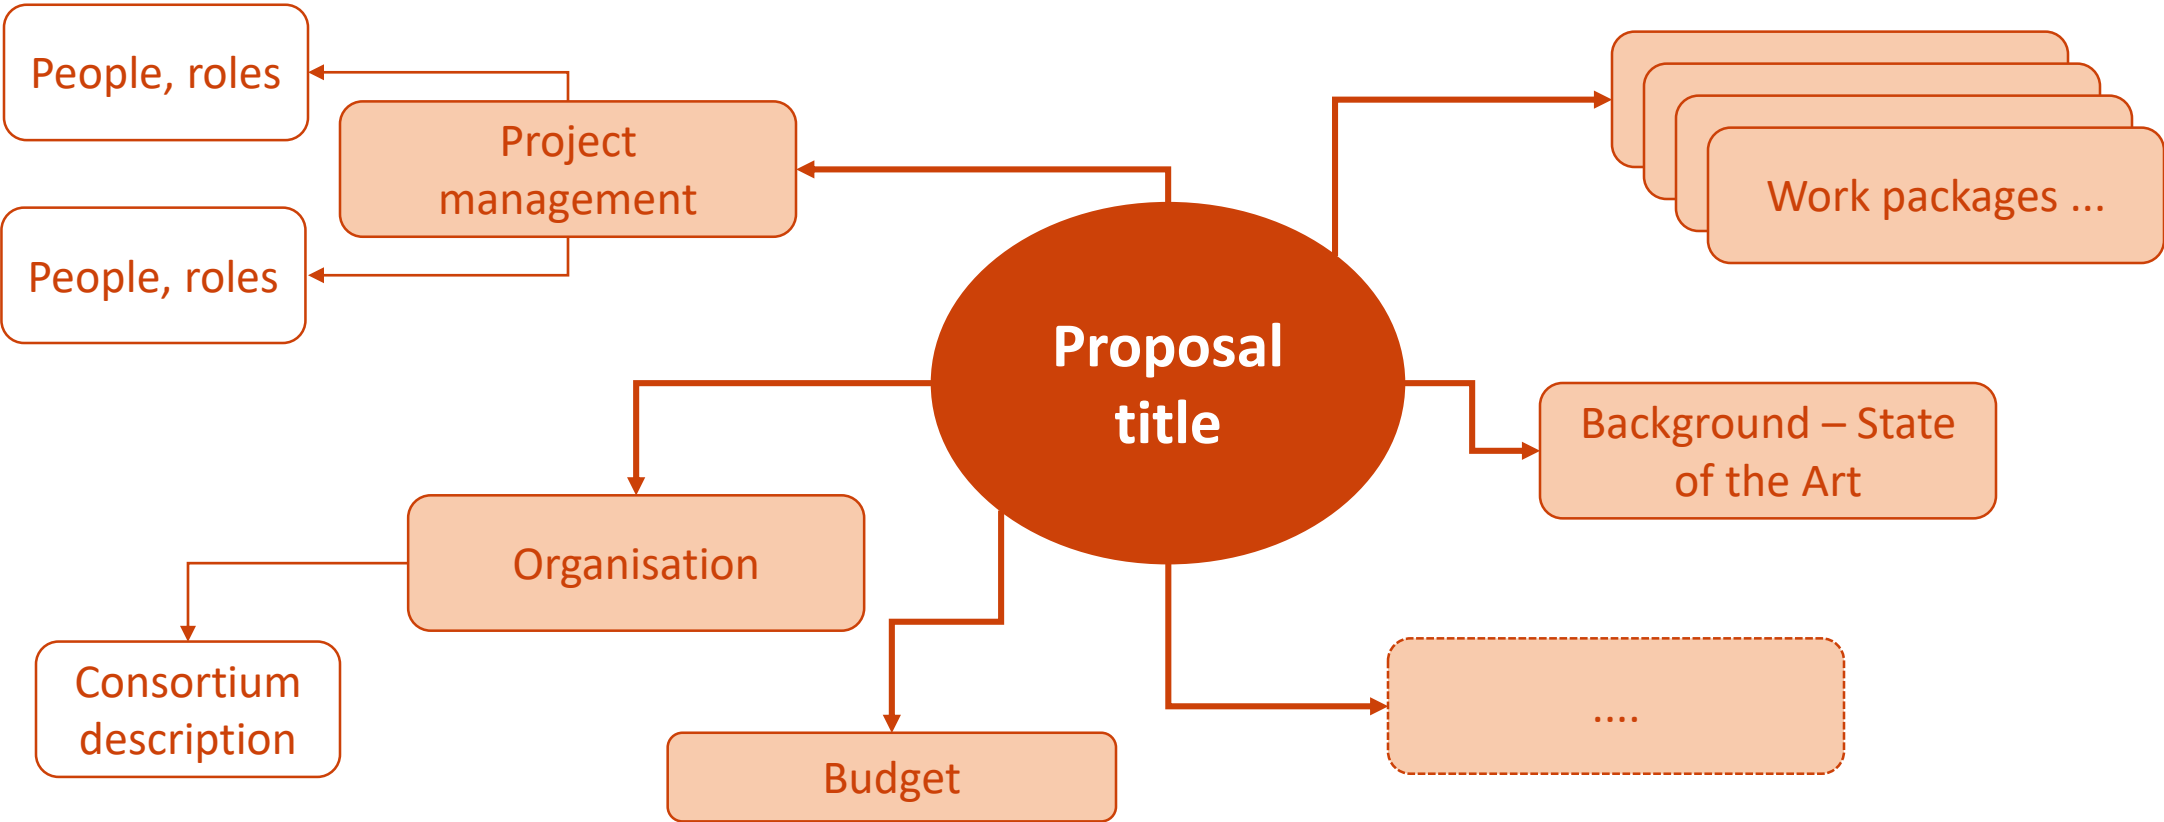 People, roles
Project
management
People, roles
Work packages ...
Proposal
title
Background – State
of the Art
Organisation
Consortium
description
Budget
....